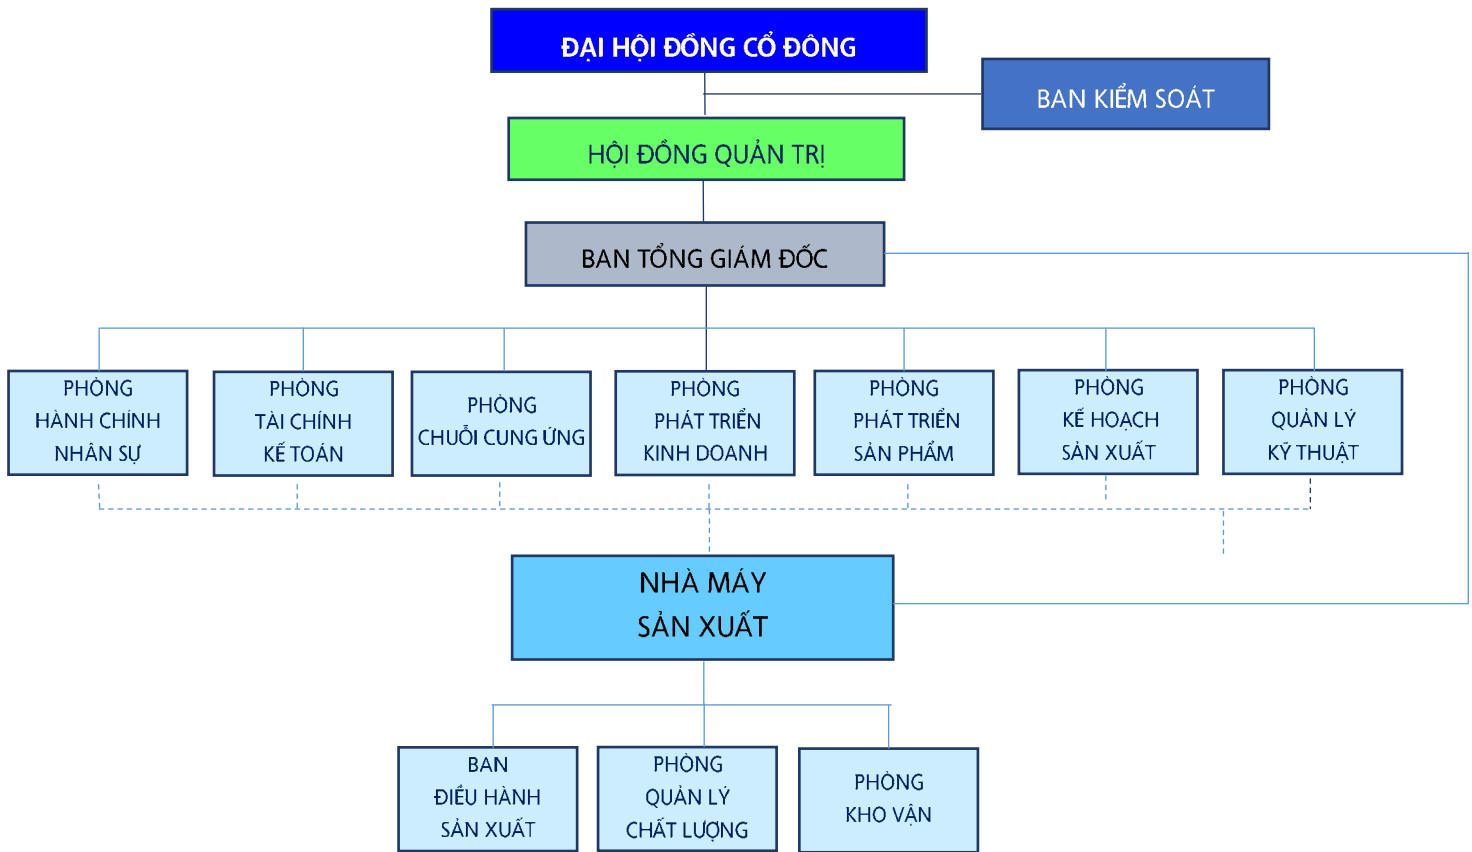 ĐẠI HỘI ĐỒNG CỔ ĐÔNG
BAN KIỂM SOÁT
HỘI ĐỒNG QUẢN TRỊ
BAN TỔNG GIÁM ĐỐC
PHÒNG
HÀNH CHÍNH
NHÂN SỰ
PHÒNG
TÀI CHÍNH
KẾ TOÁN
PHÒNG
CHUỖI CUNG ỨNG
PHÒNG
PHÁT TRIỂN
KINH DOANH
PHÒNG
PHÁT TRIỂN
SẢN PHẨM
PHÒNG
KẾ HOẠCH
SẢN XUẤT
PHÒNG
QUẢN LÝ
KỸ THUẬT
NHÀ MÁY
SẢN XUẤT
BAN
ĐIỀU HÀNH
SẢN XUẤT
PHÒNG
QUẢN LÝ
CHẤT LƯỢNG
PHÒNG
KHO VẬN